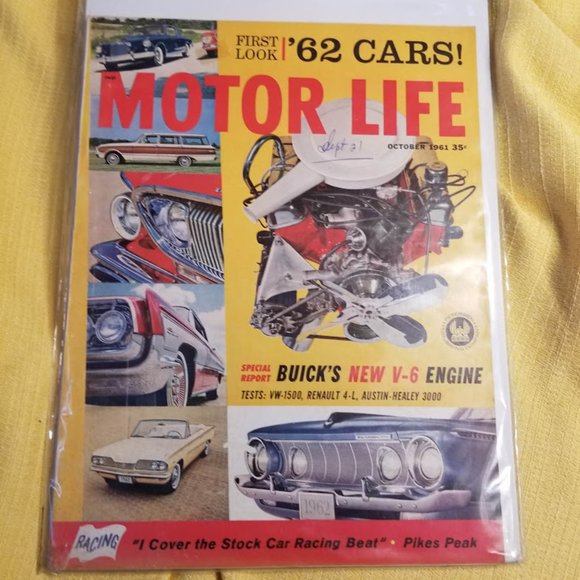 FIRST LOOK | '62 CARS!
MOTOR LIFE
OCTOBER 1961 35¢
Sept 21
SPECIAL REPORT BUICK'S NEW V-6 ENGINE
TESTS: VW-1500, RENAULT 4-L, AUSTIN-HEALEY 3000
1962
RACING "I Cover the Stock Car Racing Beat" • Pikes Peak